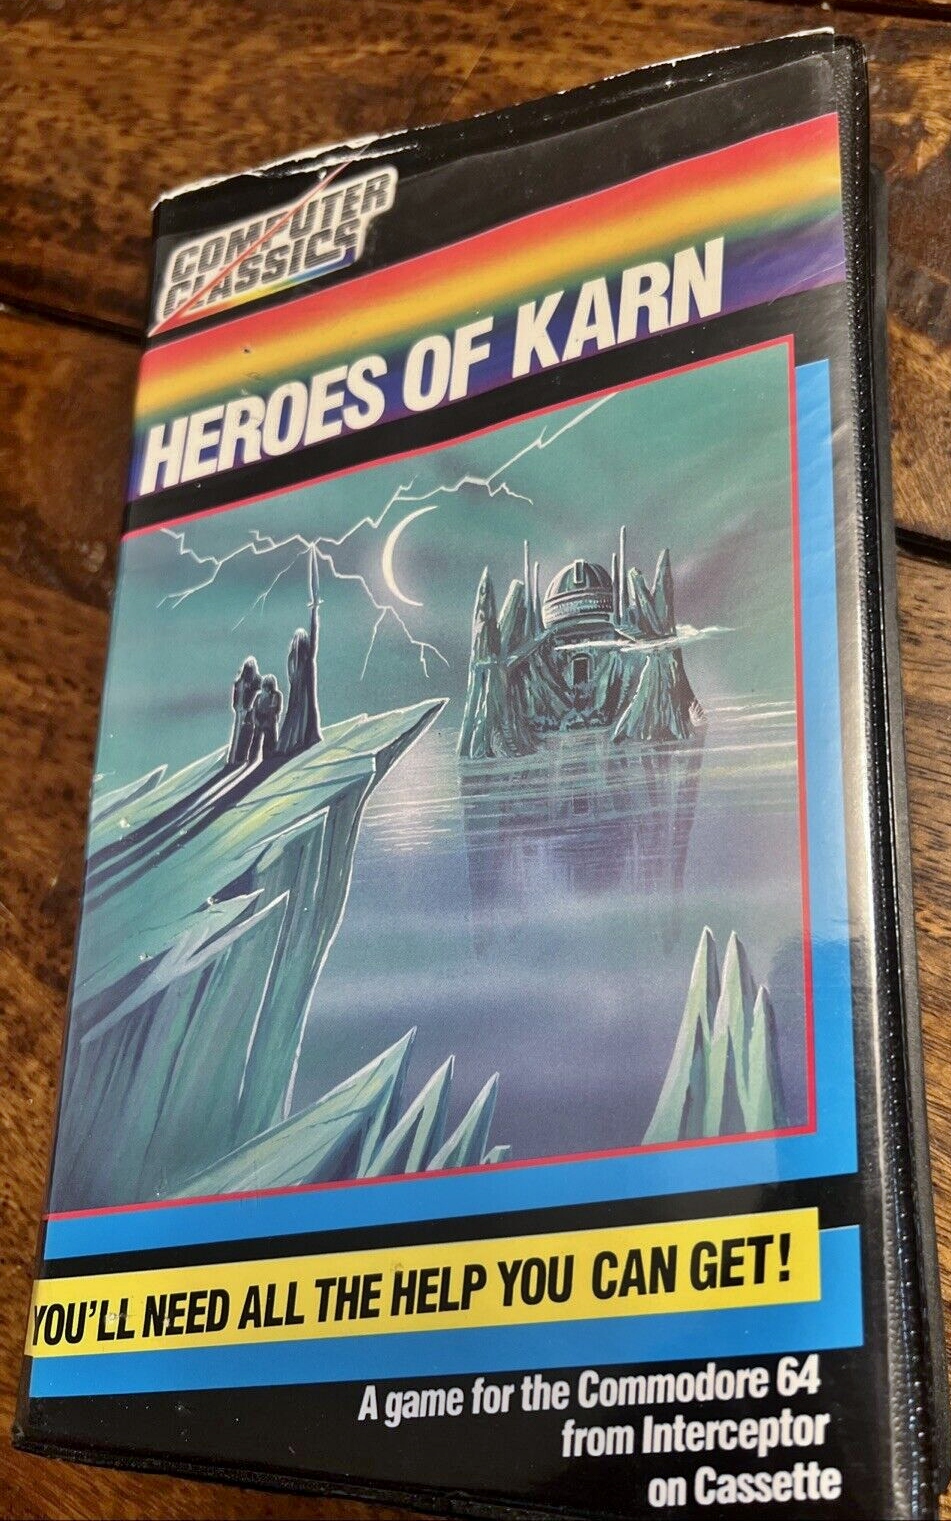 COMPUTER
CLASSICS
HEROES OF KARN
YOU'LL NEED ALL THE HELP YOU CAN GET!
A game for the Commodore 64
from Interceptor
on Cassette